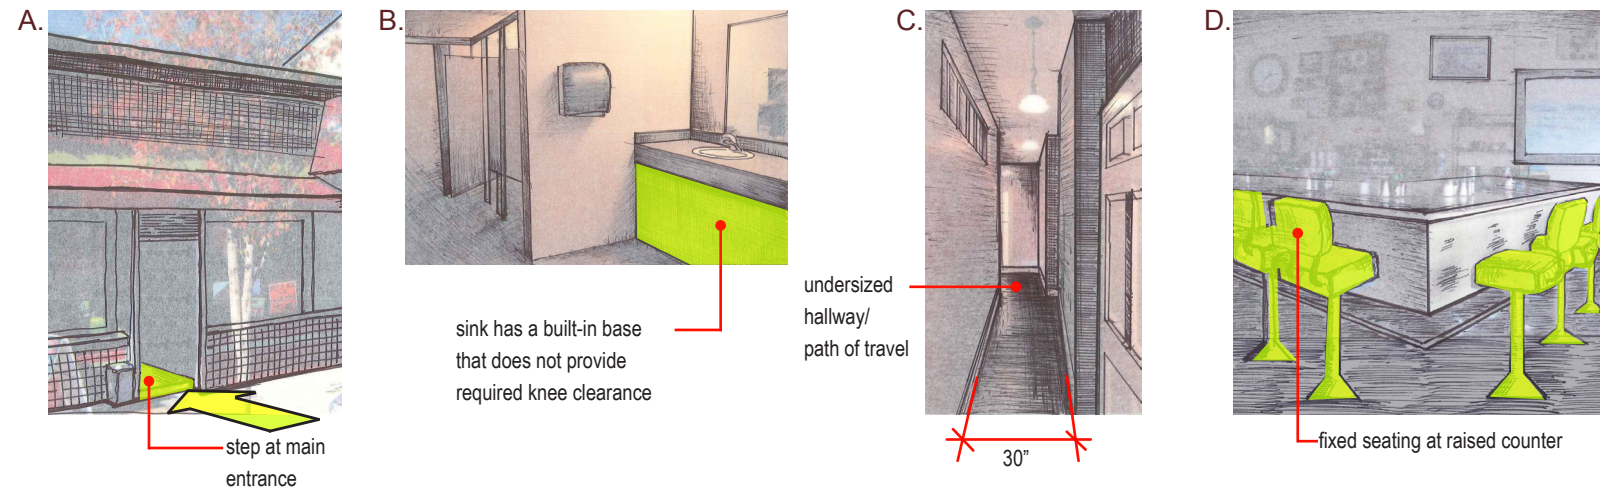 A.
B.
C.
D.
step at main
entrance
sink has a built-in base
that does not provide
required knee clearance
undersized
hallway/
path of travel
30”
fixed seating at raised counter